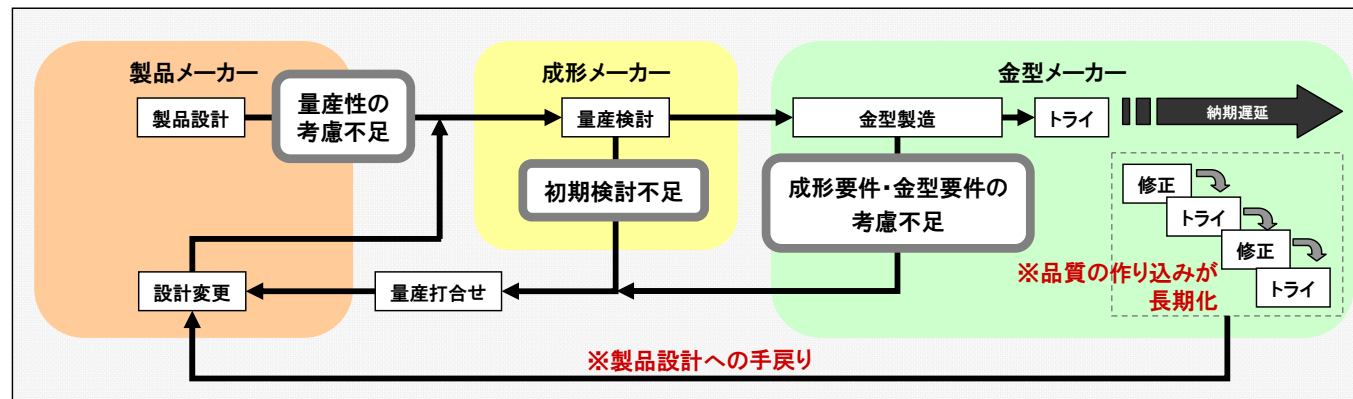 製品メーカー
成形メーカー
金型メーカー
製品設計
量産性の
考慮不足
量産検討
金型製造
トライ
納期遅延
初期検討不足
成形要件・金型要件の
考慮不足
修正
トライ
修正
トライ
※品質の作り込みが
長期化
設計変更
量産打合せ
※製品設計への手戻り